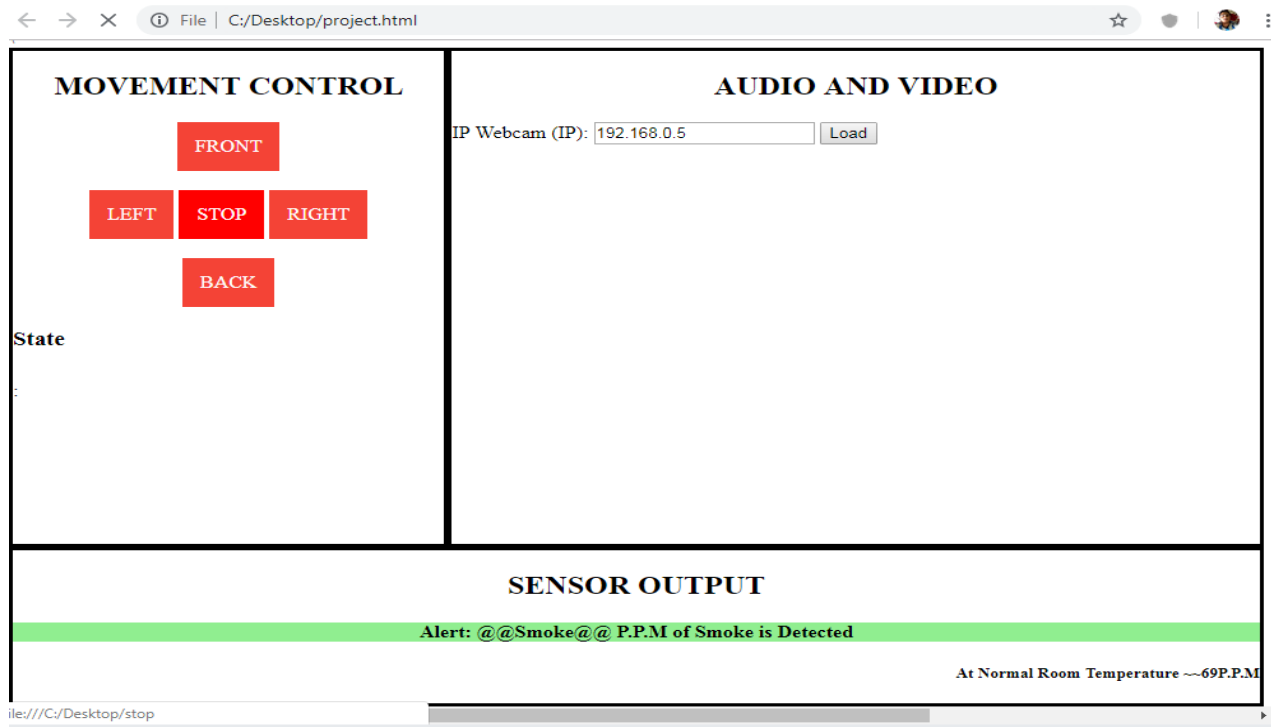 File | C:/Desktop/project.html
MOVEMENT CONTROL
FRONT
LEFT STOP RIGHT
BACK
State
:
AUDIO AND VIDEO
IP Webcam (IP): 192.168.0.5 Load
SENSOR OUTPUT
Alert: @@Smoke@@ P.P.M of Smoke is Detected
At Normal Room Temperature ~~69P.P.M
ile:///C:/Desktop/stop